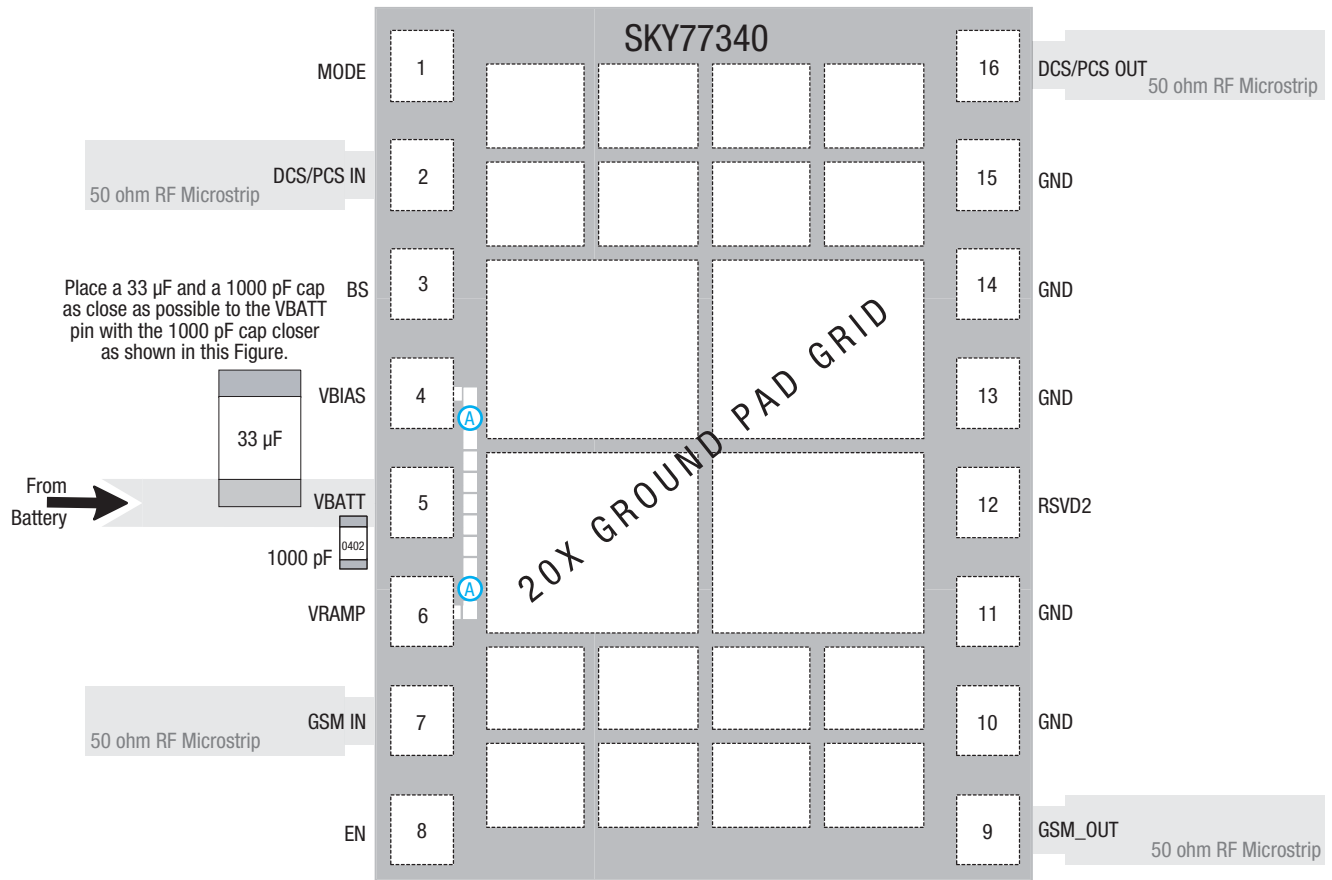 SKY77340
MODE
1
16
DCS/PCS OUT
50 ohm RF Microstrip
DCS/PCS IN
50 ohm RF Microstrip
2
15
GND
Place a 33 µF and a 1000 pF cap
as close as possible to the VBATT
pin with the 1000 pF cap closer
as shown in this Figure.
BS
3
14
GND
VBIAS
4
A
13
GND
33 µF
20X GROUND PAD GRID
From
Battery
VBATT
5
12
RSVD2
1000 pF
0402
A
VRAMP
6
11
GND
GSM IN
50 ohm RF Microstrip
7
10
GND
EN
8
9
GSM_OUT
50 ohm RF Microstrip